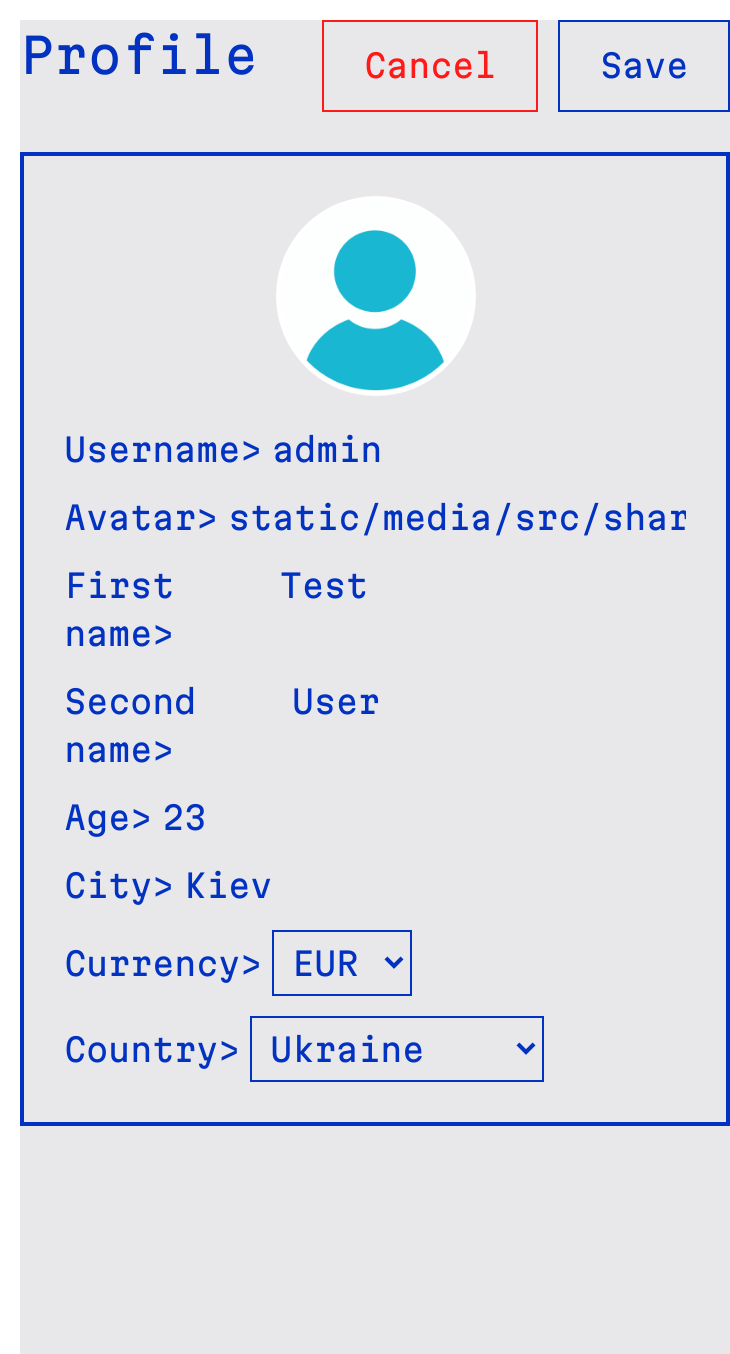 Profile Cancel Save
Username> admin
Avatar> static/media/src/shar
First Test
name>
Second User
name>
Age> 23
City> Kiev
Currency> EUR
Country> Ukraine